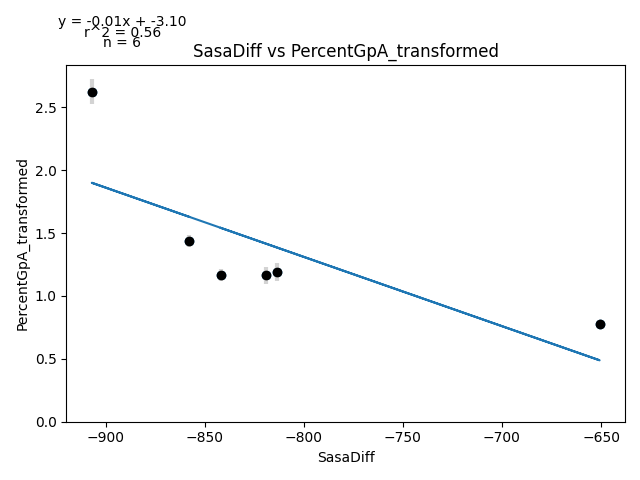 y = -0.01x + -3.10
r^2 = 0.56
n = 6
SasaDiff vs PercentGpA_transformed
PercentGpA_transformed
2.5
2.0
1.5
1.0
0.5
0.0
−900
−850
−800
−750
−700
−650
SasaDiff